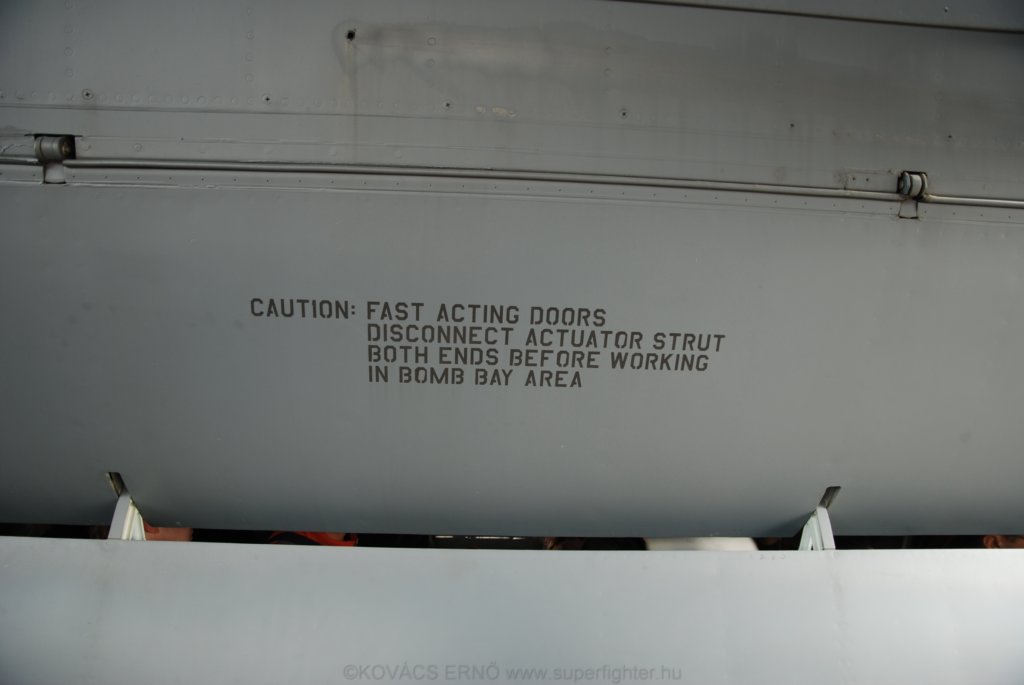 CAUTION: FAST ACTING DOORS
DISCONNECT ACTUATOR STRUT
BOTH ENDS BEFORE WORKING
IN BOMB BAY AREA
©KOVÁCS ERNŐ www.superfighter.hu